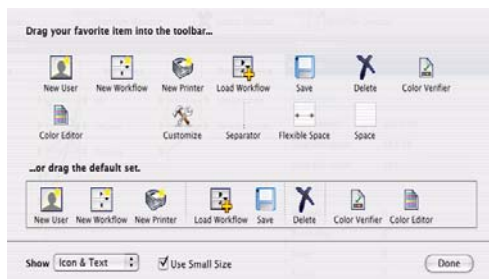 Drag your favorite item into the toolbar...
New User New Workflow New Printer Load Workflow Save Delete Color Verifier
Color Editor Customize Separator Flexible Space Space
...or drag the default set.
New User New Workflow New Printer Load Workflow Save Delete Color Verifier Color Editor
Show Icon & Text Use Small Size Done